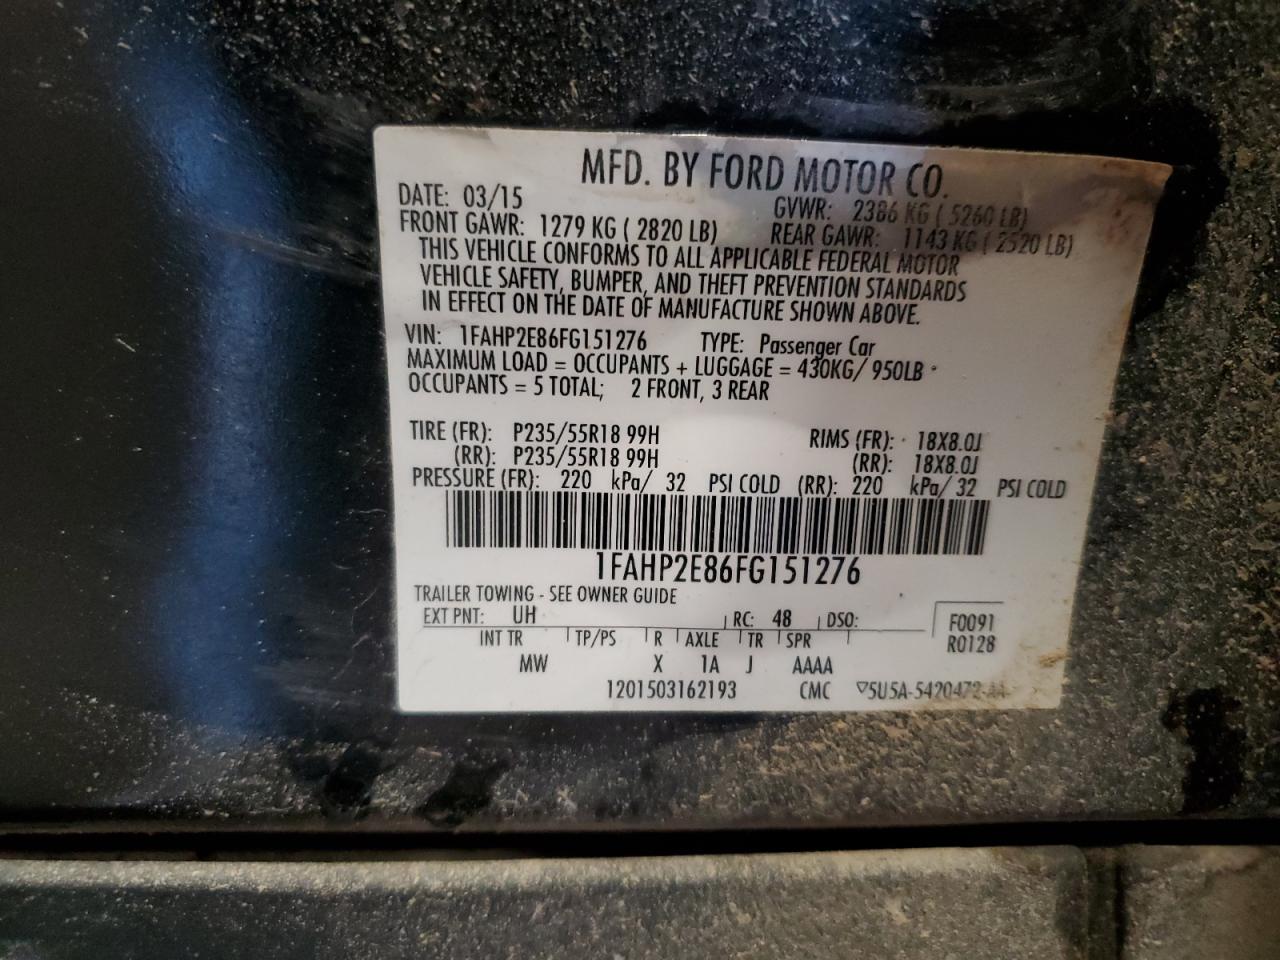 MFD. BY FORD MOTOR CO.
DATE: 03/15 GVWR: 2386 KG ( 5260 LB)
FRONT GAWR: 1279 KG ( 2820 LB) REAR GAWR: 1143 KG ( 2520 LB)
THIS VEHICLE CONFORMS TO ALL APPLICABLE FEDERAL MOTOR
VEHICLE SAFETY, BUMPER, AND THEFT PREVENTION STANDARDS
IN EFFECT ON THE DATE OF MANUFACTURE SHOWN ABOVE.
VIN: 1FAHP2E86FG151276 TYPE: Passenger Car
MAXIMUM LOAD = OCCUPANTS + LUGGAGE = 430KG/ 950LB
OCCUPANTS = 5 TOTAL; 2 FRONT, 3 REAR
TIRE (FR): P235/55R18 99H RIMS (FR): 18X8.0J
(RR): P235/55R18 99H (RR): 18X8.0J
PRESSURE (FR): 220 kPa/ 32 PSI COLD (RR): 220 kPa/ 32 PSI COLD
1FAHP2E86FG151276
TRAILER TOWING - SEE OWNER GUIDE
EXT PNT: UH RC: 48 DSO: F0091
INT TR TP/PS R AXLE TR SPR R0128
MW X 1A J AAAA
1201503162193 CMC ▽5U5A-5420472-AA